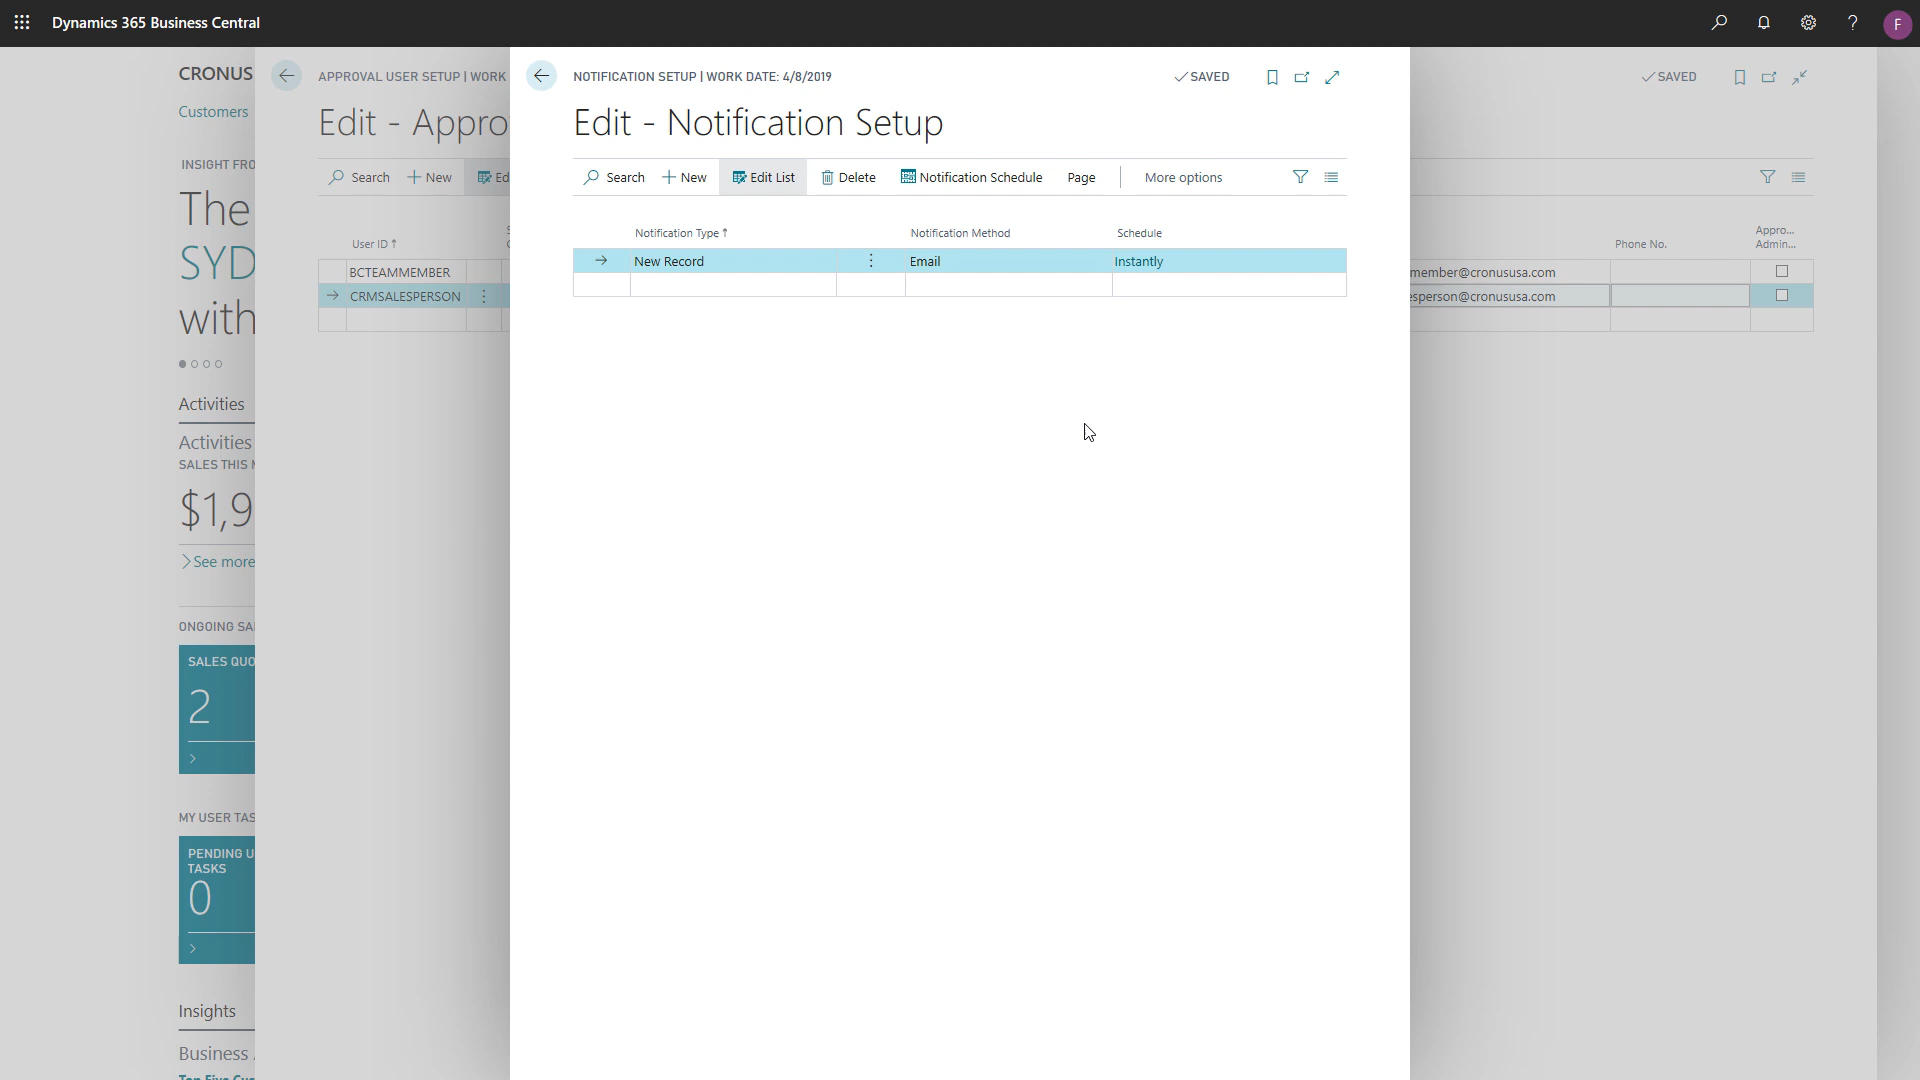 Dynamics 365 Business Central
F
CRONUS
Customers
INSIGHT FRO
The
SYD
with
Activities
Activities
SALES THIS M
$1,9
See more
ONGOING SA
SALES QUO
2
MY USER TAS
PENDING U
TASKS
0
Insights
Business
APPROVAL USER SETUP | WORK
Edit - Appro
Search
New
Ed
User ID ↑
BCTEAMMEMBER
CRMSALESPERSON
NOTIFICATION SETUP | WORK DATE: 4/8/2019
SAVED
Edit - Notification Setup
Search
New
Edit List
Delete
Notification Schedule
Page
More options
Notification Type ↑
Notification Method
Schedule
New Record
Email
Instantly
SAVED
Phone No.
Appro...
Admin...
member@cronususa.com
esperson@cronususa.com